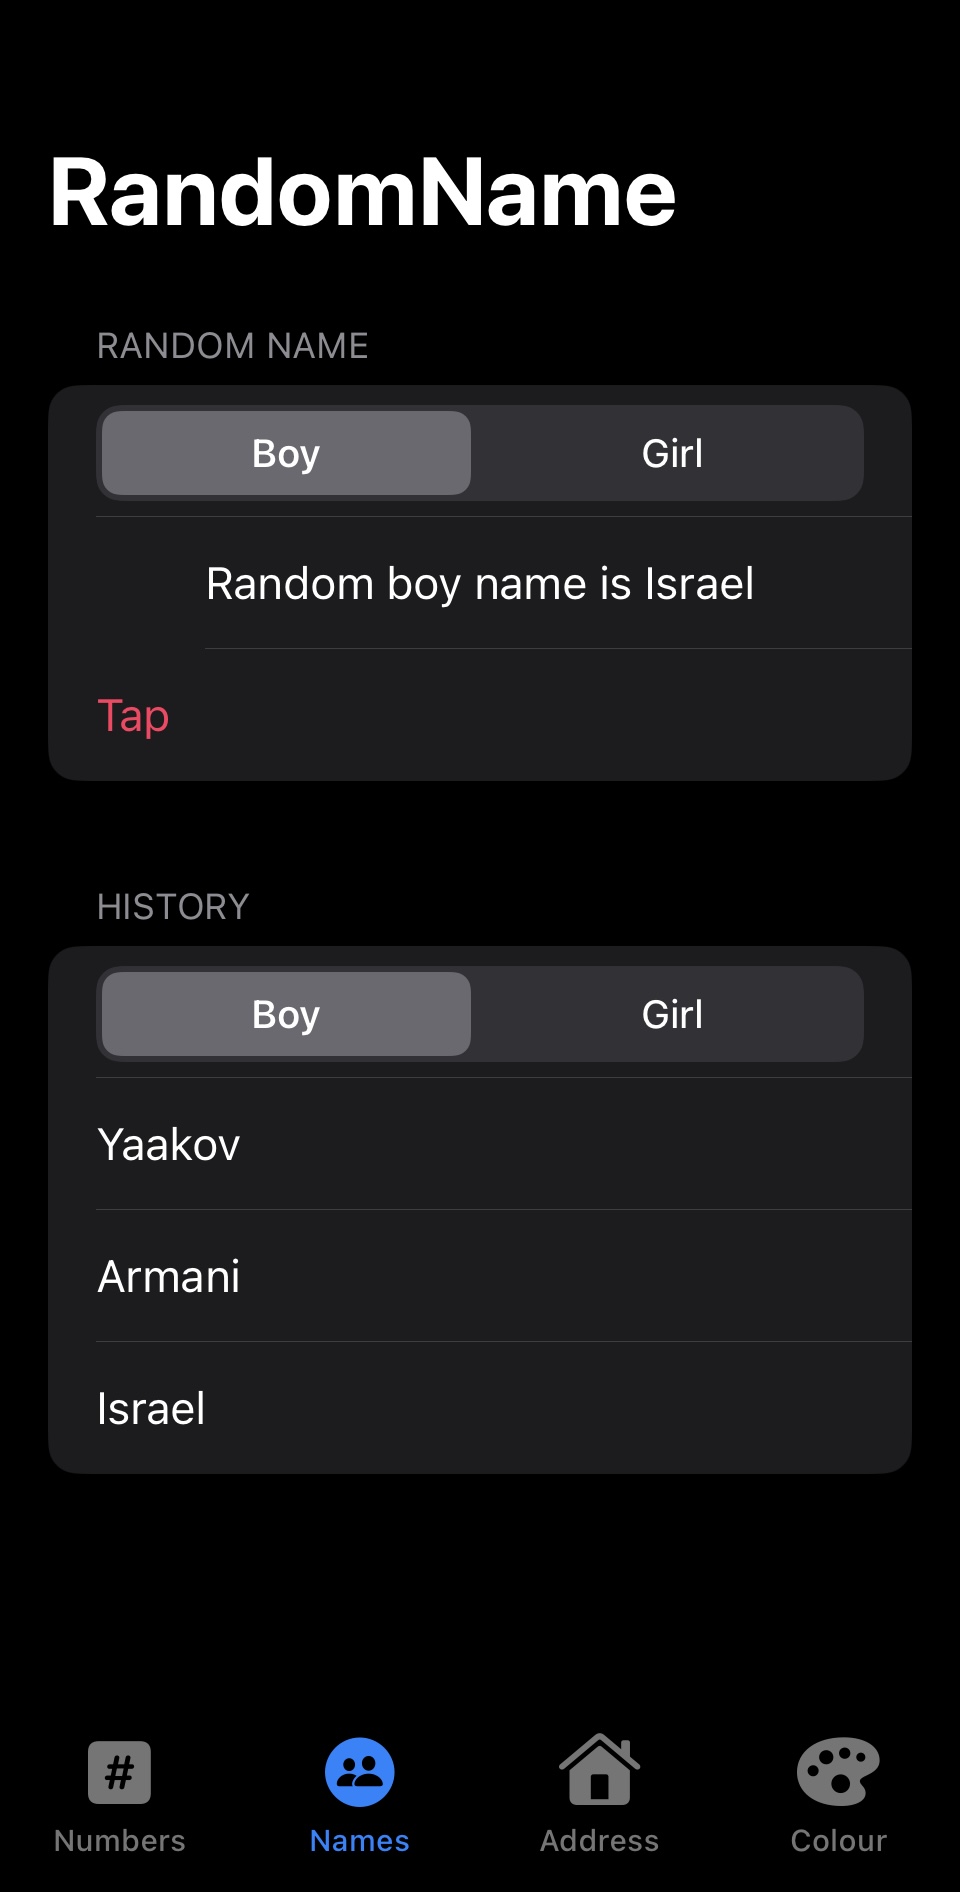 RandomName
RANDOM NAME
Boy Girl
Random boy name is Israel
Tap
HISTORY
Boy Girl
Yaakov
Armani
Israel
#
Numbers Names Address Colour